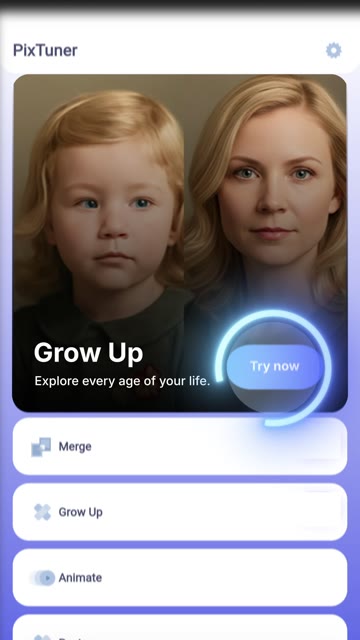 PixTuner
Grow Up
Explore every age of your life.
Try now
Merge
Grow Up
Animate